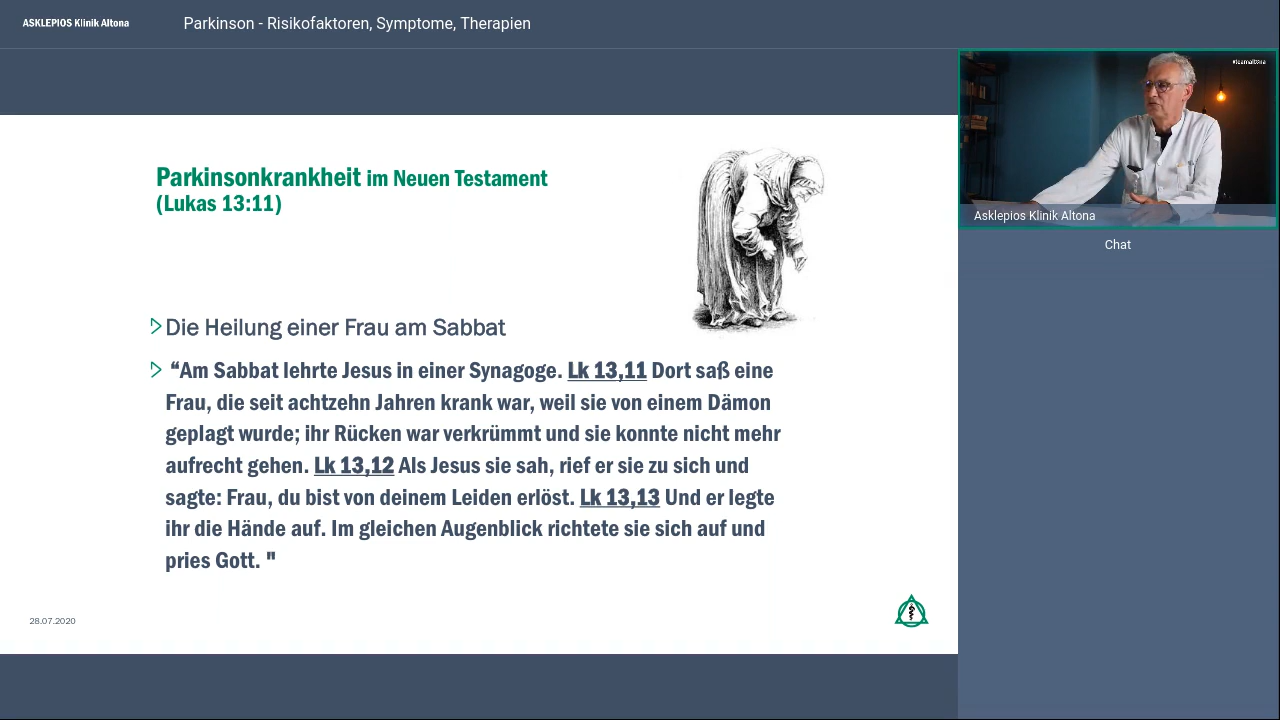 ASKLEPIOS Klinik Altona
Parkinson - Risikofaktoren, Symptome, Therapien
#teamaltona
Asklepios Klinik Altona
Chat
Parkinsonkrankheit im Neuen Testament
(Lukas 13:11)
Die Heilung einer Frau am Sabbat
“Am Sabbat lehrte Jesus in einer Synagoge. Lk 13,11 Dort saß eine
Frau, die seit achtzehn Jahren krank war, weil sie von einem Dämon
geplagt wurde; ihr Rücken war verkrümmt und sie konnte nicht mehr
aufrecht gehen. Lk 13,12 Als Jesus sie sah, rief er sie zu sich und
sagte: Frau, du bist von deinem Leiden erlöst. Lk 13,13 Und er legte
ihr die Hände auf. Im gleichen Augenblick richtete sie sich auf und
pries Gott. "
28.07.2020